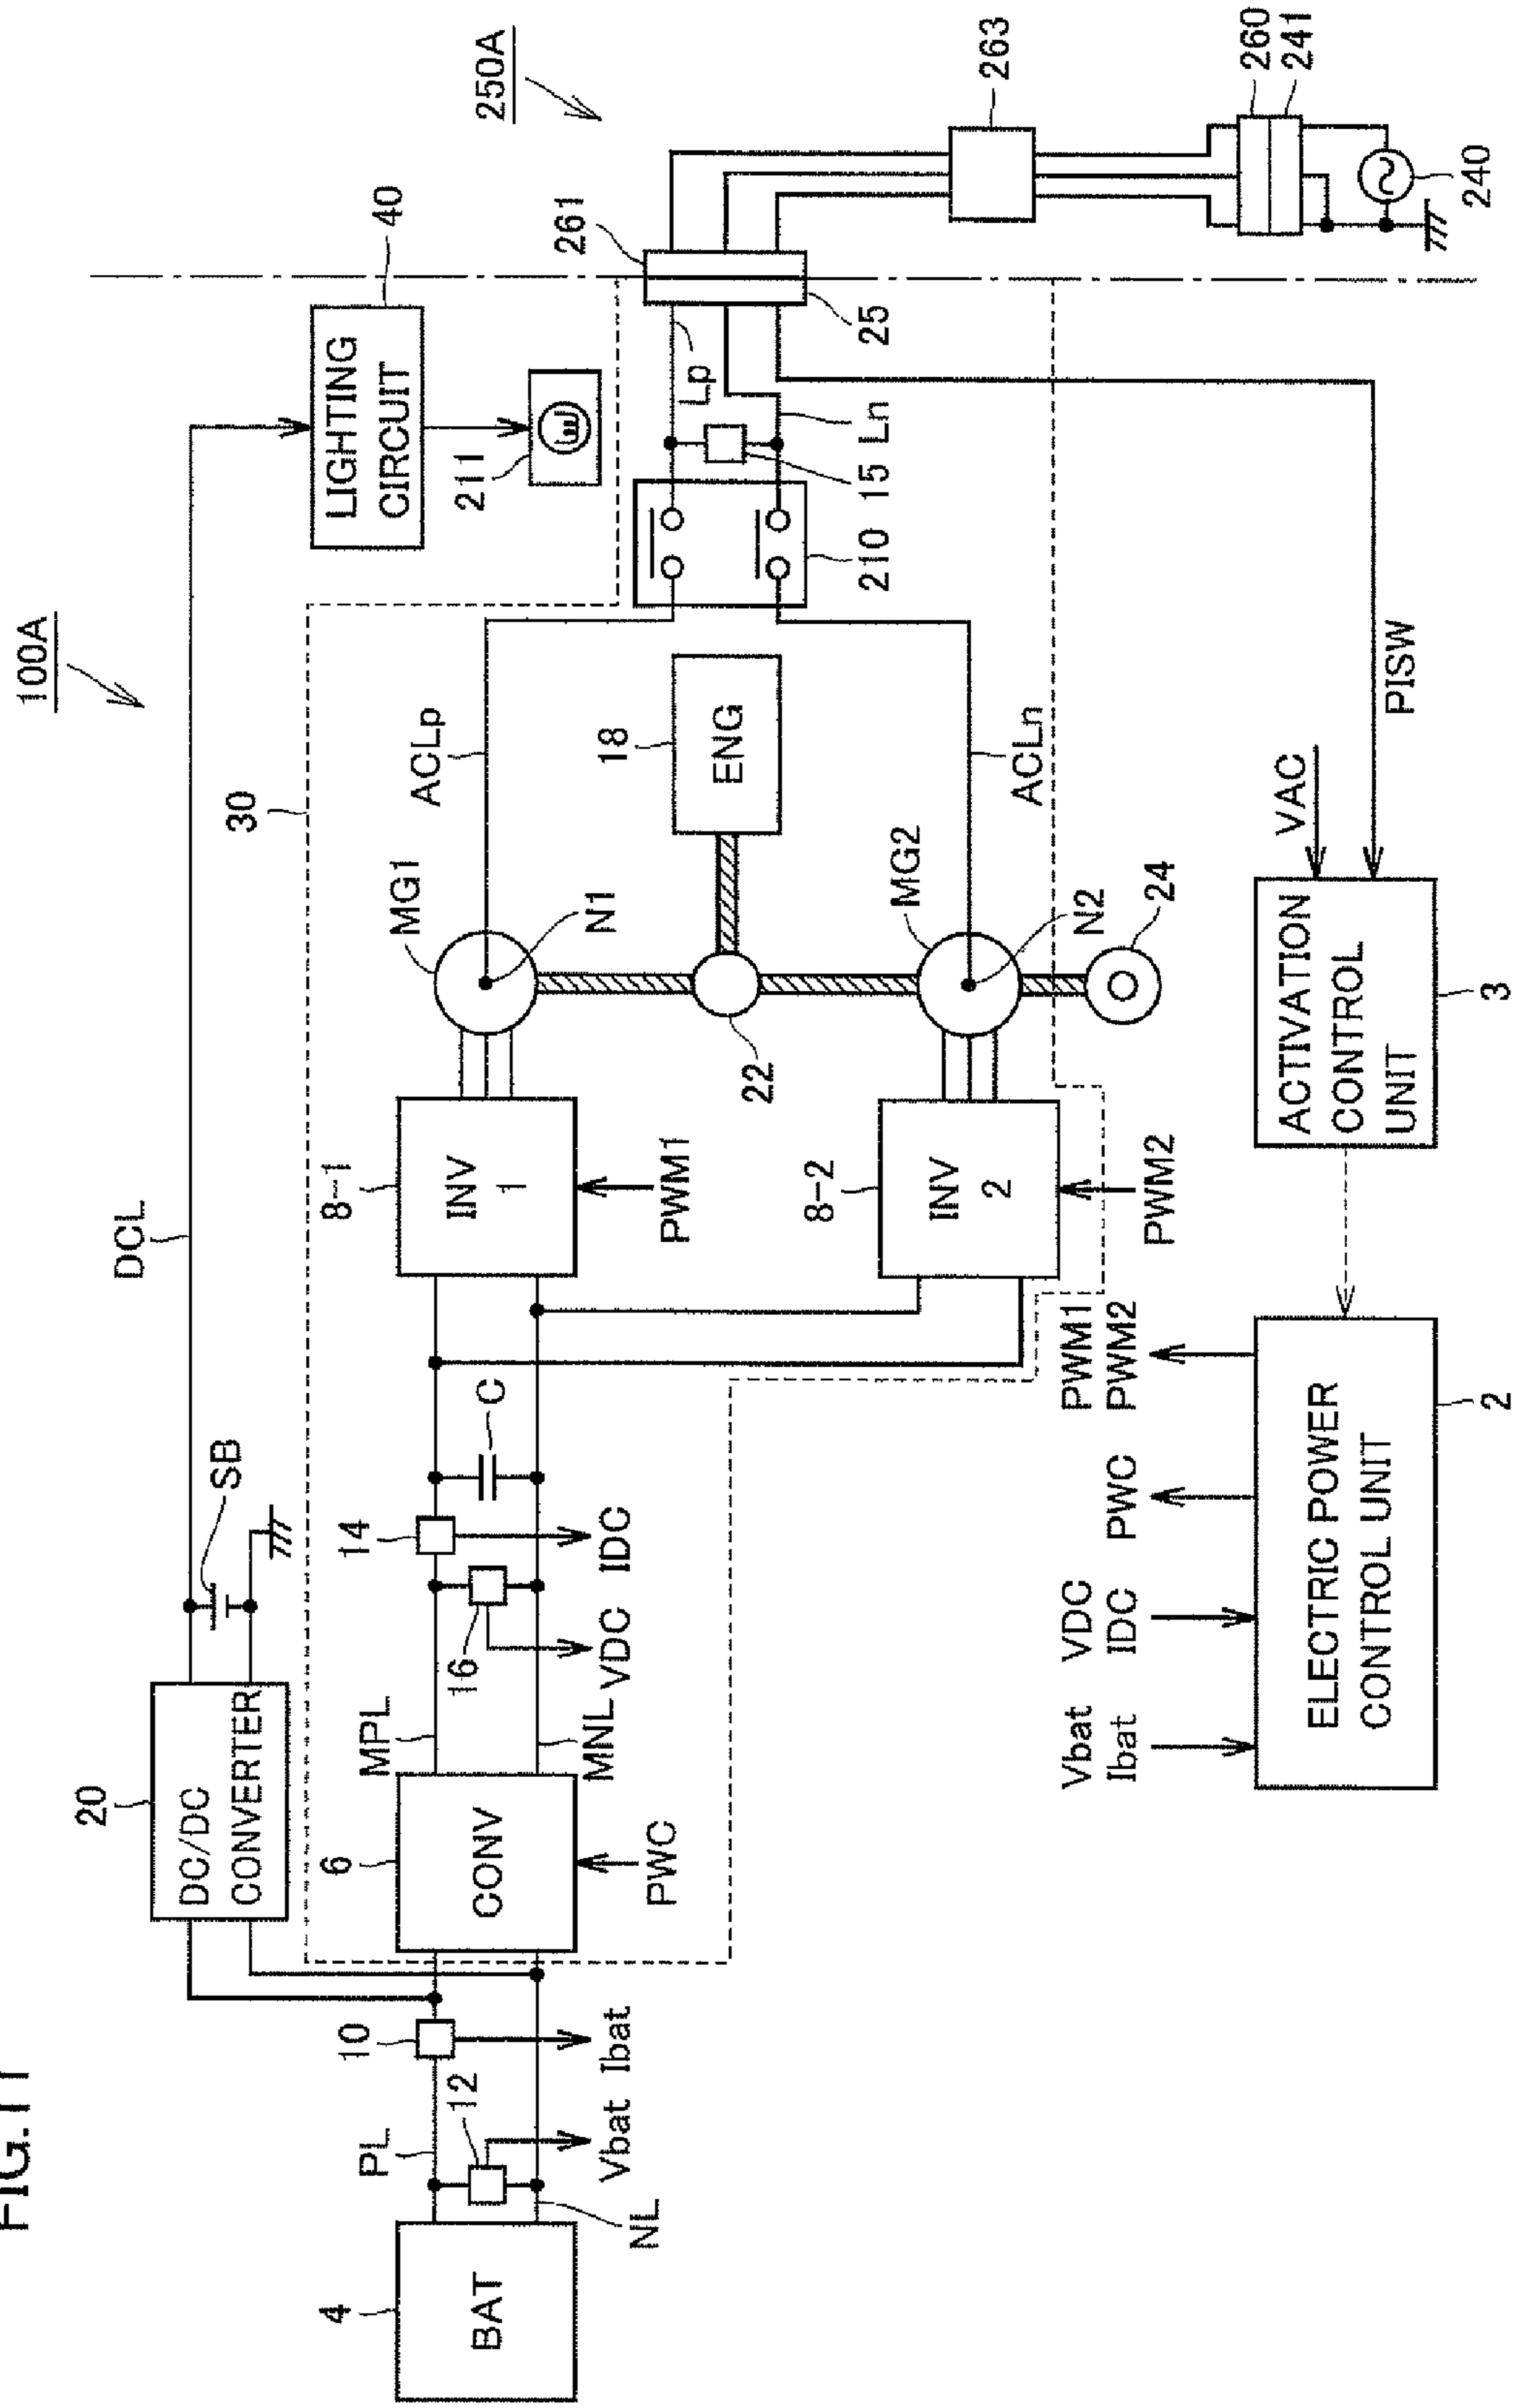 FIG.11
100A
250A
DCL
SB
20
DC/DC
CONVERTER
LIGHTING
CIRCUIT
40
211
30
4
BAT
PL
NL
12
10
Vbat
Ibat
6
CONV
PWC
MPL
MNL
16
14
VDC
IDC
C
8-1
INV
1
PWM1
8-2
INV
2
PWM2
MG1
N1
ACLp
22
18
ENG
MG2
N2
ACLn
24
210
15
Lp
Ln
25
261
263
260
241
240
Vbat
Ibat
VDC
IDC
PWC
PWM1
PWM2
ELECTRIC POWER
CONTROL UNIT
2
ACTIVATION
CONTROL
UNIT
3
VAC
PISW